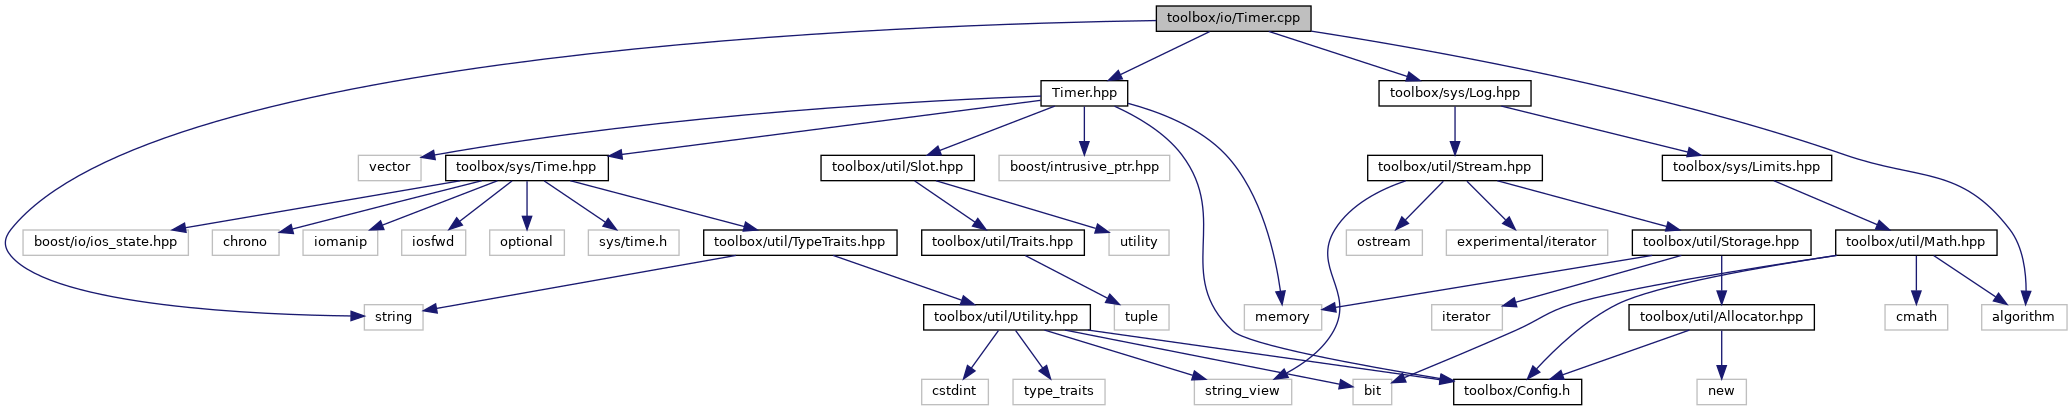 toolbox/io/Timer.cpp
Timer.hpp
toolbox/sys/Log.hpp
vector
toolbox/sys/Time.hpp
toolbox/util/Slot.hpp
boost/intrusive_ptr.hpp
toolbox/util/Stream.hpp
toolbox/sys/Limits.hpp
boost/io/ios_state.hpp
chrono
iomanip
iosfwd
optional
sys/time.h
toolbox/util/TypeTraits.hpp
toolbox/util/Traits.hpp
utility
ostream
experimental/iterator
toolbox/util/Storage.hpp
toolbox/util/Math.hpp
string
toolbox/util/Utility.hpp
tuple
memory
iterator
toolbox/util/Allocator.hpp
cmath
algorithm
cstdint
type_traits
string_view
bit
toolbox/Config.h
new